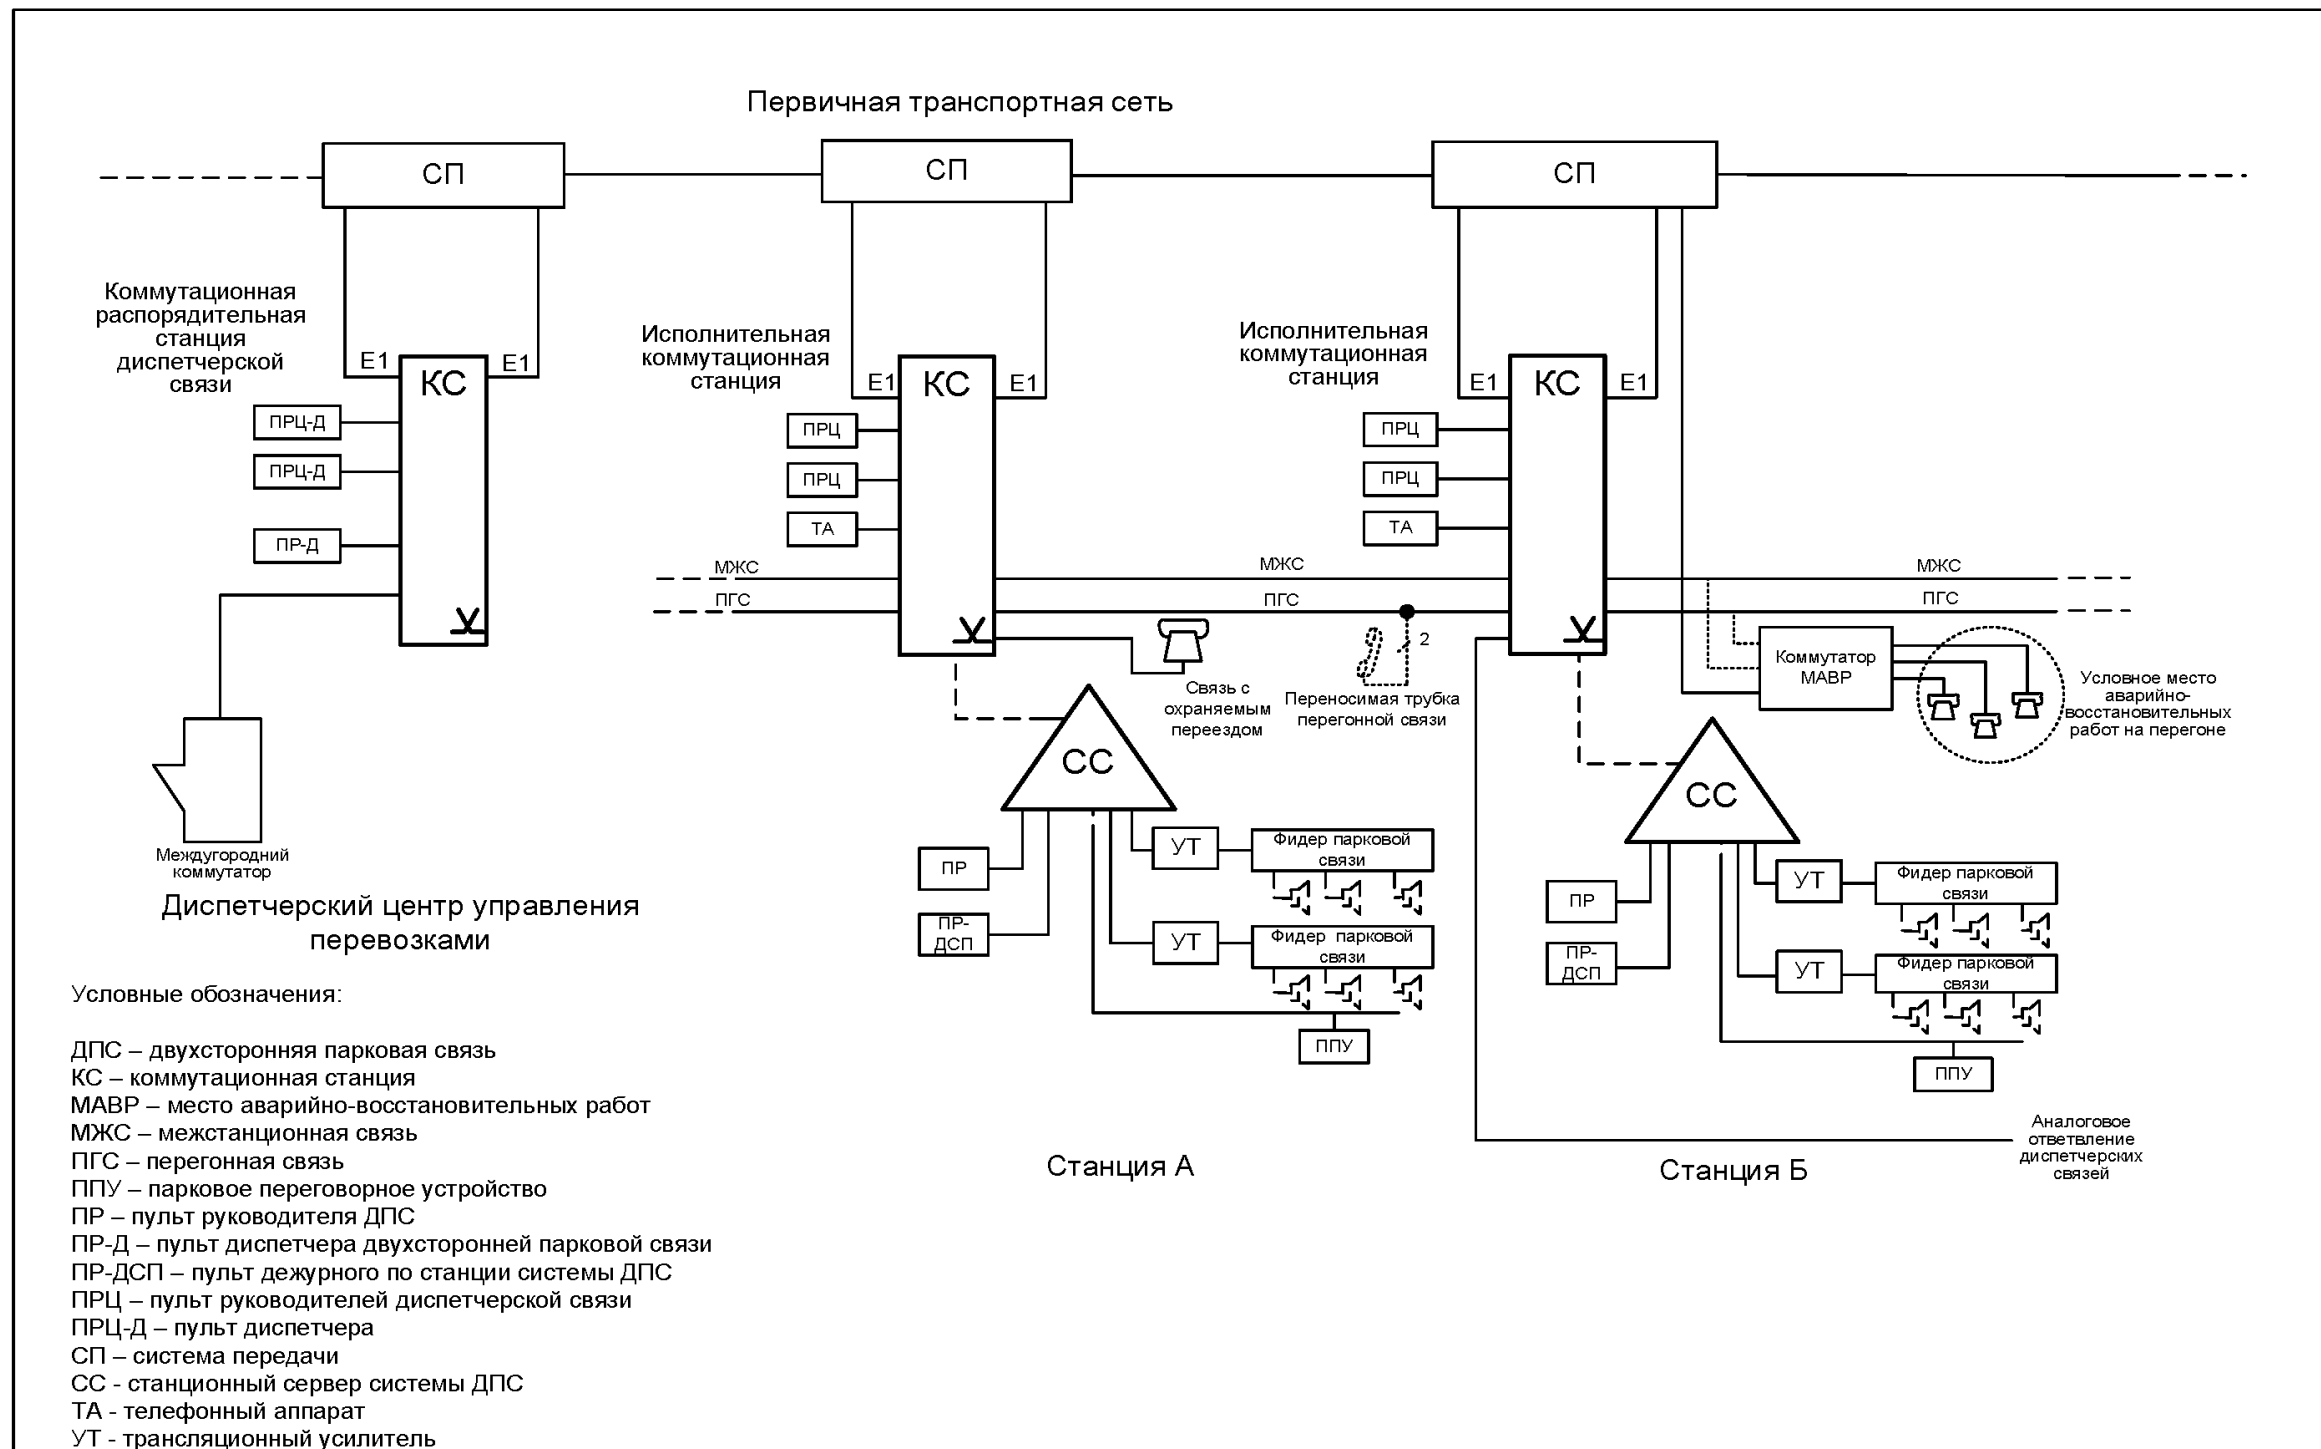 Первичная транспортная сеть
СП
СП
СП
Коммутационная
распорядительная
станция
диспетчерской
связи
Е1
Е1
КС
ПРЦ-Д
ПРЦ-Д
ПР-Д
Междугородний
коммутатор
Диспетчерский центр управления
перевозками
Исполнительная
коммутационная
станция
Е1
Е1
КС
ПРЦ
ПРЦ
ТА
МЖС
ПГС
МЖС
ПГС
Связь с
охраняемым
переездом
2
Переносимая трубка
перегонной связи
СС
ПР
ПР-
ДСП
УТ
Фидер парковой
связи
УТ
Фидер парковой
связи
ППУ
Станция А
Исполнительная
коммутационная
станция
Е1
Е1
КС
ПРЦ
ПРЦ
ТА
МЖС
ПГС
Коммутатор
МАВР
Условное место
аварийно-
восстановительных
работ на перегоне
СС
ПР
ПР-
ДСП
УТ
Фидер парковой
связи
УТ
Фидер парковой
связи
ППУ
Аналоговое
ответвление
диспетчерских
связей
Станция Б
Условные обозначения:
ДПС – двухсторонняя парковая связь
КС – коммутационная станция
МАВР – место аварийно-восстановительных работ
МЖС – межстанционная связь
ПГС – перегонная связь
ППУ – парковое переговорное устройство
ПР – пульт руководителя ДПС
ПР-Д – пульт диспетчера двухсторонней парковой связи
ПР-ДСП – пульт дежурного по станции системы ДПС
ПРЦ – пульт руководителей диспетчерской связи
ПРЦ-Д – пульт диспетчера
СП – система передачи
СС - станционный сервер системы ДПС
ТА - телефонный аппарат
УТ - трансляционный усилитель